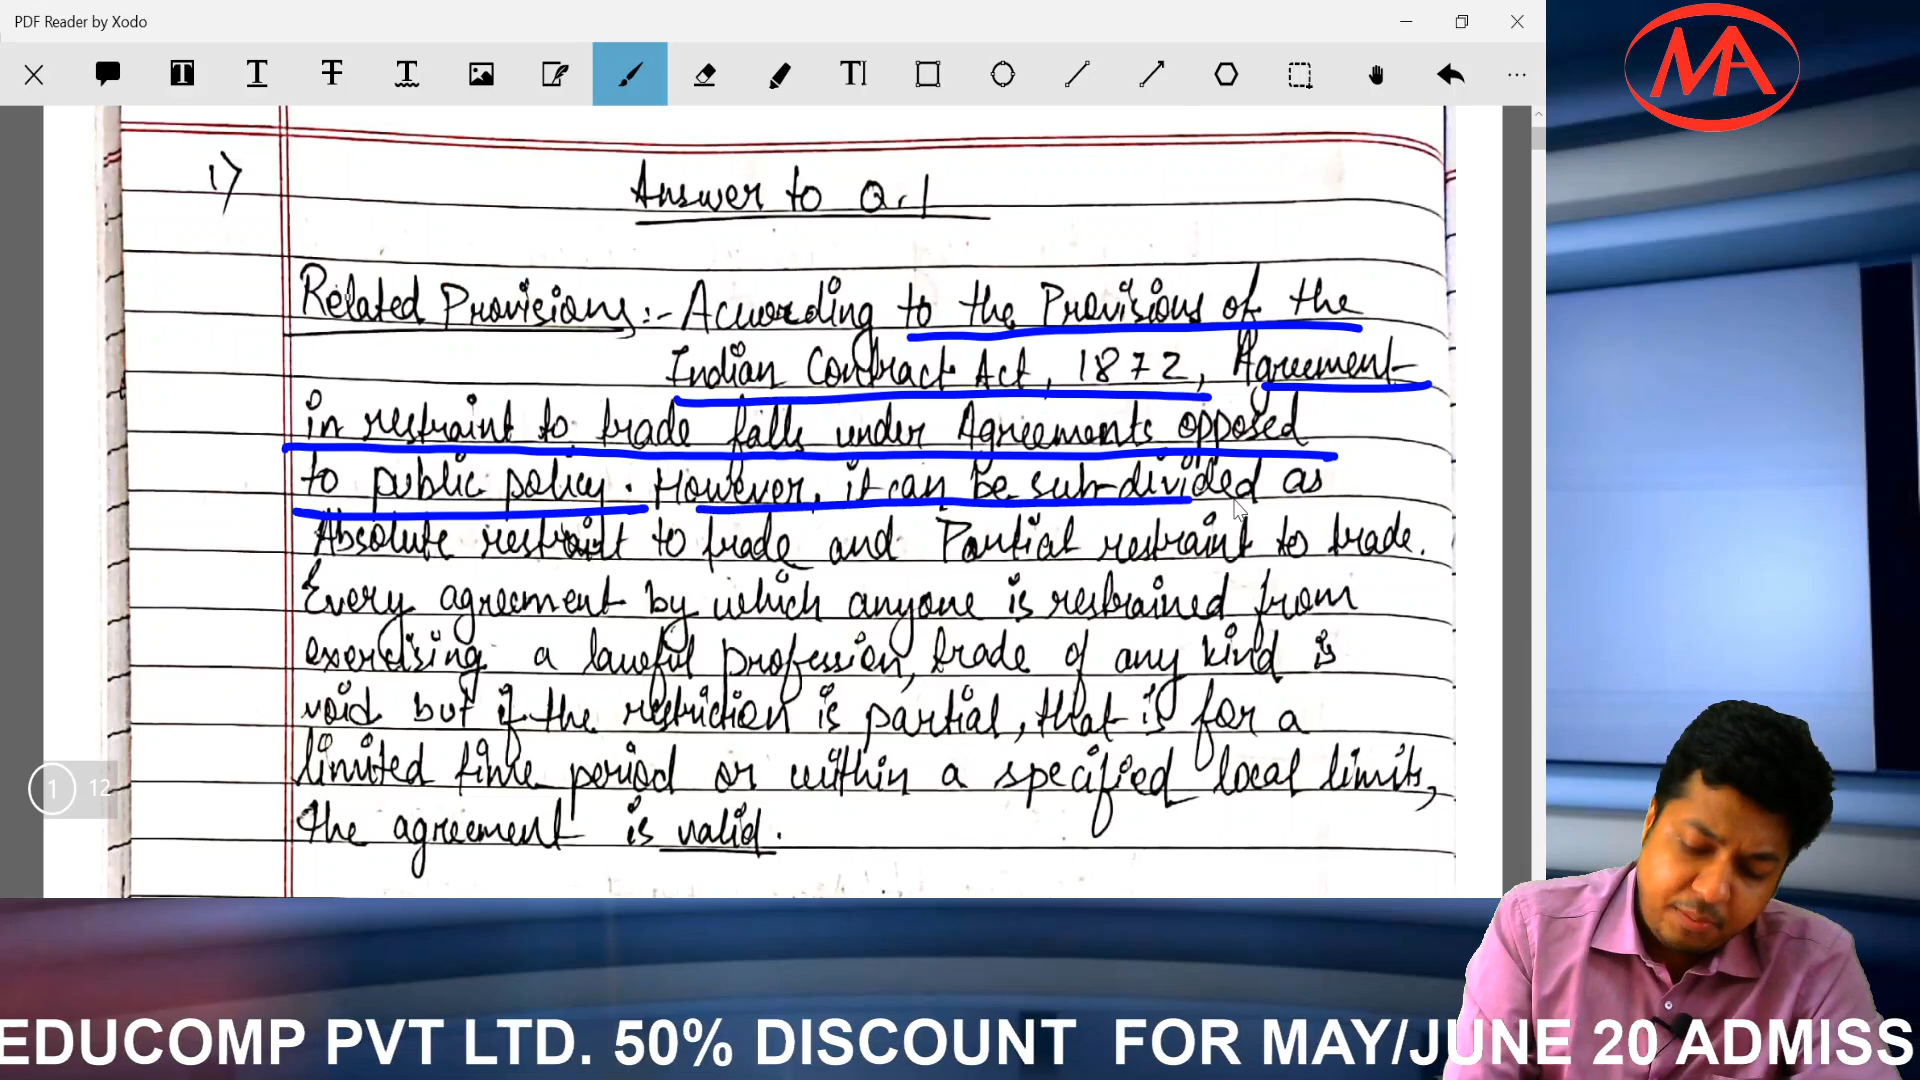 PDF Reader by Xodo
MA
1)
Answer to Q.1
Related Provisions :- According to the Provisions of the
Indian Contract Act, 1872, Agreement
in restraint to trade falls under Agreements opposed
to public policy. However, it can be sub-divided as
Absolute restraint to trade and Partial restraint to trade.
Every agreement by which anyone is restrained from
exercising a lawful profession, trade of any kind is
void but if the restriction is partial, that is for a
limited time period or within a specified local limits,
the agreement is valid.
1 12
EDUCOMP PVT LTD. 50% DISCOUNT FOR MAY/JUNE 20 ADMISS